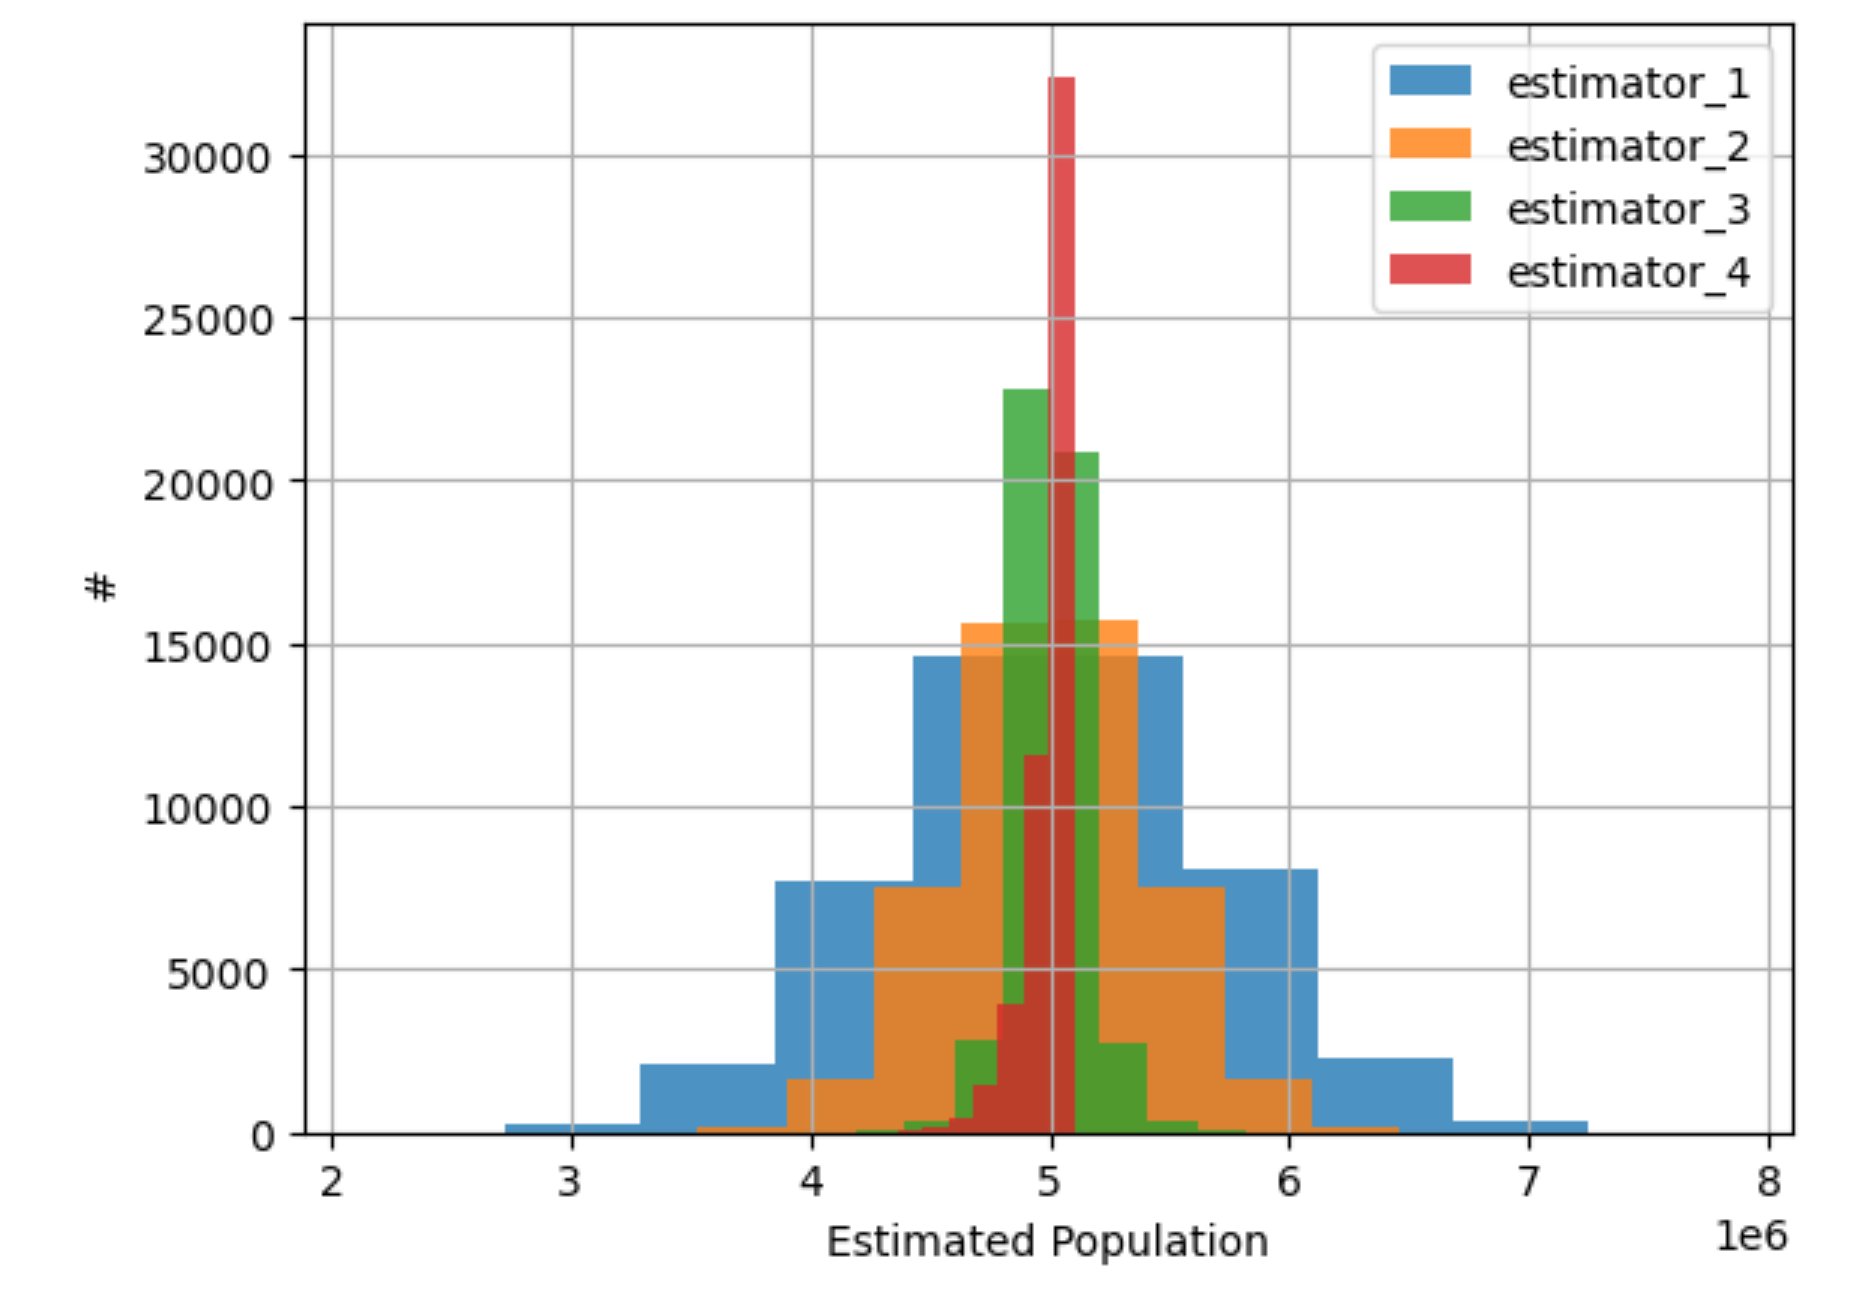 estimator_1
estimator_2
estimator_3
estimator_4
30000
25000
20000
15000
10000
5000
0
#
2 3 4 5 6 7 8
1e6
Estimated Population